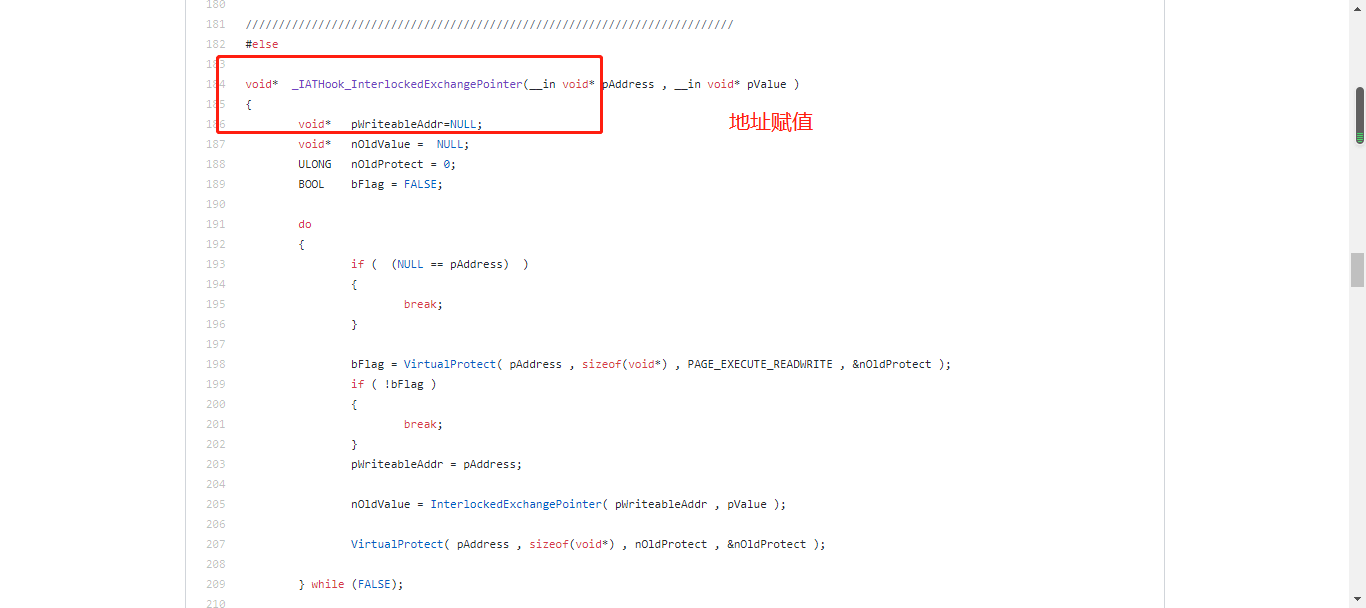 180
181 //////////////////////////////////////////////////////////////////////////
182 #else
183
184 void*  _IATHook_InterlockedExchangePointer(__in void* pAddress , __in void* pValue )
185 {
186         void*   pWriteableAddr=NULL;
地址赋值
187         void*   nOldValue =  NULL;
188         ULONG   nOldProtect = 0;
189         BOOL    bFlag = FALSE;
190
191         do
192         {
193                 if (  (NULL == pAddress)  )
194                 {
195                         break;
196                 }
197
198                 bFlag = VirtualProtect( pAddress , sizeof(void*) , PAGE_EXECUTE_READWRITE , &nOldProtect );
199                 if ( !bFlag )
200                 {
201                         break;
202                 }
203                 pWriteableAddr = pAddress;
204
205                 nOldValue = InterlockedExchangePointer( pWriteableAddr , pValue );
206
207                 VirtualProtect( pAddress , sizeof(void*) , nOldProtect , &nOldProtect );
208
209         } while (FALSE);
210